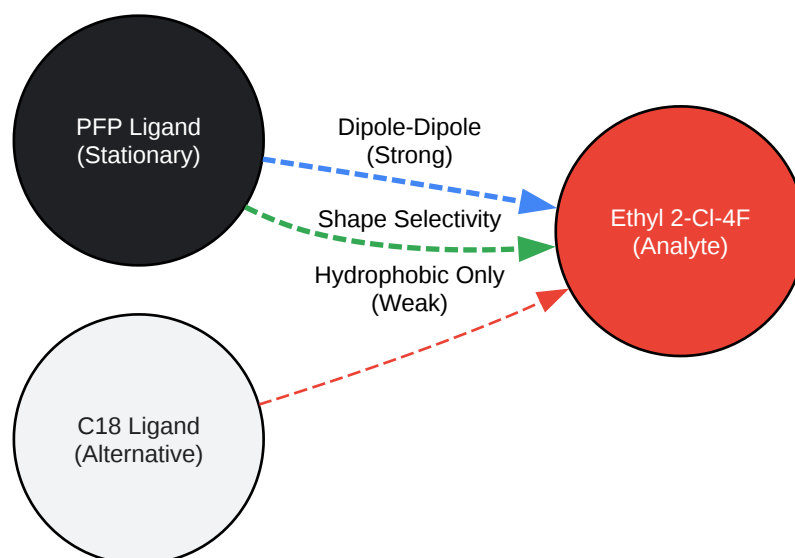 PFP Ligand
(Stationary)
Dipole-Dipole
(Strong)
Shape Selectivity
Ethyl 2-Cl-4F
(Analyte)
Hydrophobic Only
(Weak)
C18 Ligand
(Alternative)